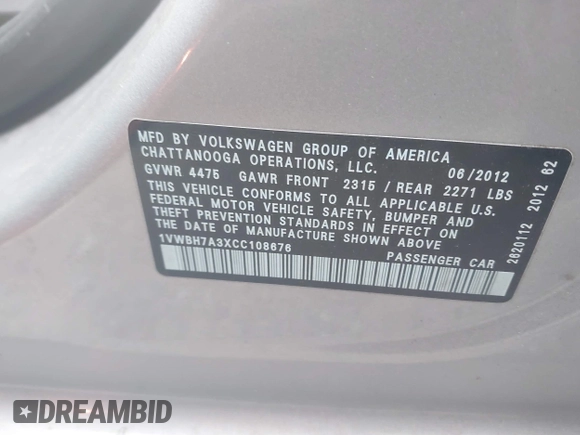 MFD BY VOLKSWAGEN GROUP OF AMERICA
CHATTANOOGA OPERATIONS, LLC. 06/2012
GVWR 4475 GAWR FRONT 2315 / REAR 2271 LBS
THIS VEHICLE CONFORMS TO ALL APPLICABLE U.S.
FEDERAL MOTOR VEHICLE SAFETY, BUMPER AND
THEFT PREVENTION STANDARDS IN EFFECT ON
THE DATE OF MANUFACTURE SHOWN ABOVE
1VWBH7A3XCC108676 PASSENGER CAR
2620112 2012 62
DREAMBID